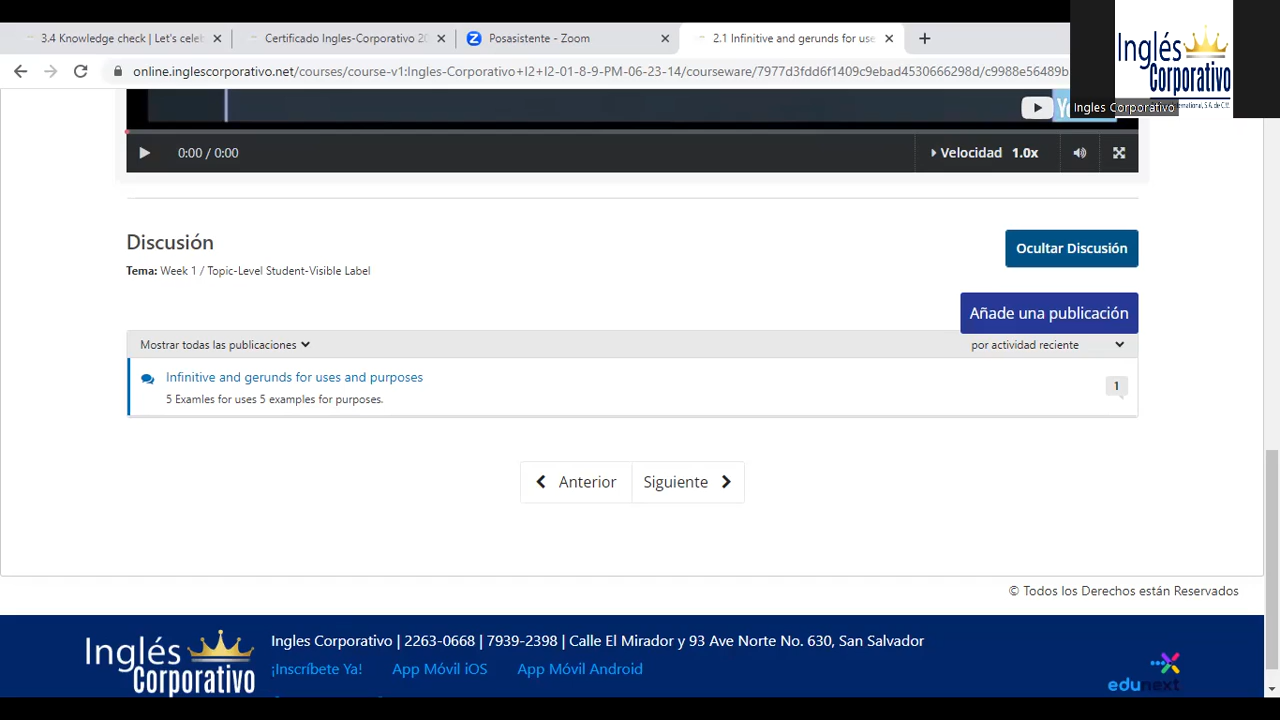 3.4 Knowledge check | Let's celeb
Certificado Ingles-Corporativo 20
Posasistente - Zoom
2.1 Infinitive and gerunds for use
online.inglescorporativo.net/courses/course-v1:Ingles-Corporativo+I2+I2-01-8-9-PM-06-23-14/courseware/7977d3fdd6f1409c9ebad4530666298d/c9988e56489b
Inglés
Corporativo
Ingles Corporativo
0:00 / 0:00
Velocidad 1.0x
Discusión
Ocultar Discusión
Tema: Week 1 / Topic-Level Student-Visible Label
Añade una publicación
Mostrar todas las publicaciones
por actividad reciente
Infinitive and gerunds for uses and purposes
1
5 Examles for uses 5 examples for purposes.
Anterior
Siguiente
© Todos los Derechos están Reservados
Inglés
Corporativo
Ingles Corporativo | 2263-0668 | 7939-2398 | Calle El Mirador y 93 Ave Norte No. 630, San Salvador
¡Inscríbete Ya!
App Móvil iOS
App Móvil Android
edunext